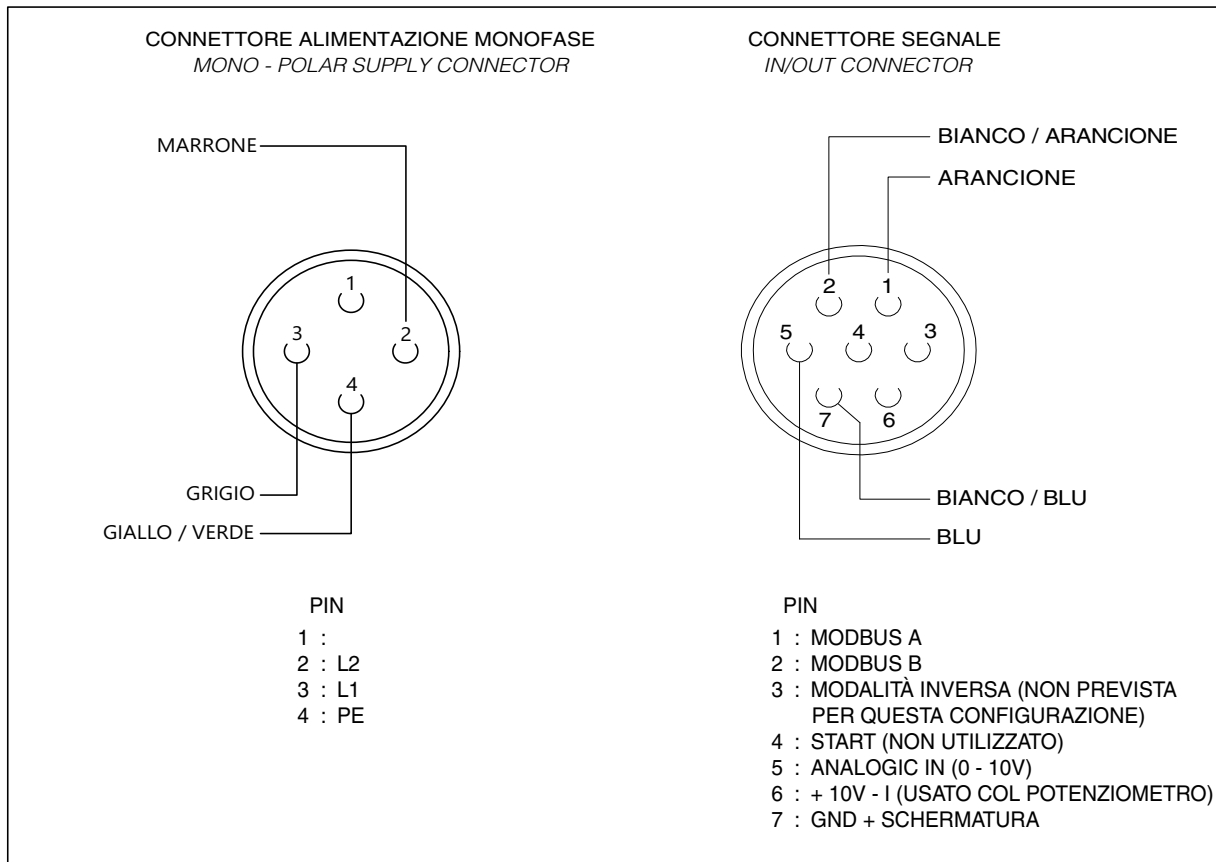 CONNETTORE ALIMENTAZIONE MONOFASE
MONO - POLAR SUPPLY CONNECTOR
MARRONE
1
3
2
4
GRIGIO
GIALLO / VERDE
PIN
1 :
2 : L2
3 : L1
4 : PE
CONNETTORE SEGNALE
IN/OUT CONNECTOR
BIANCO / ARANCIONE
ARANCIONE
2
1
5
4
3
7
6
BIANCO / BLU
BLU
PIN
1 : MODBUS A
2 : MODBUS B
3 : MODALITÀ INVERSA (NON PREVISTA
PER QUESTA CONFIGURAZIONE)
4 : START (NON UTILIZZATO)
5 : ANALOGIC IN (0 - 10V)
6 : + 10V - I (USATO COL POTENZIOMETRO)
7 : GND + SCHERMATURA